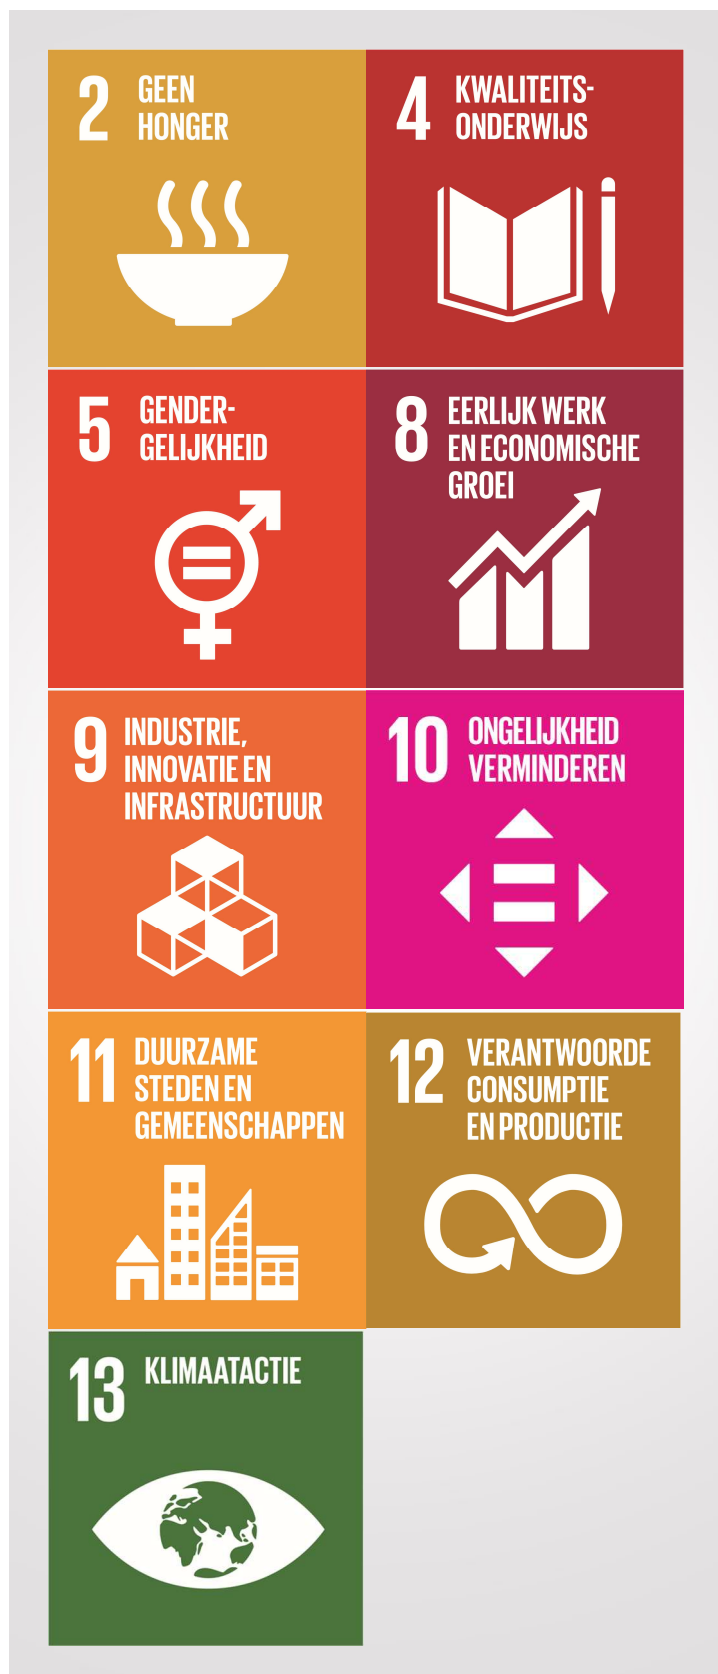 2
GEEN
HONGER
4
KWALITEITS-
ONDERWIJS
5
GENDER-
GELIJKHEID
8
EERLIJK WERK
EN ECONOMISCHE
GROEI
9
INDUSTRIE,
INNOVATIE EN
INFRASTRUCTUUR
10
ONGELIJKHEID
VERMINDEREN
11
DUURZAME
STEDEN EN
GEMEENSCHAPPEN
12
VERANTWOORDE
CONSUMPTIE
EN PRODUCTIE
13
KLIMAATACTIE